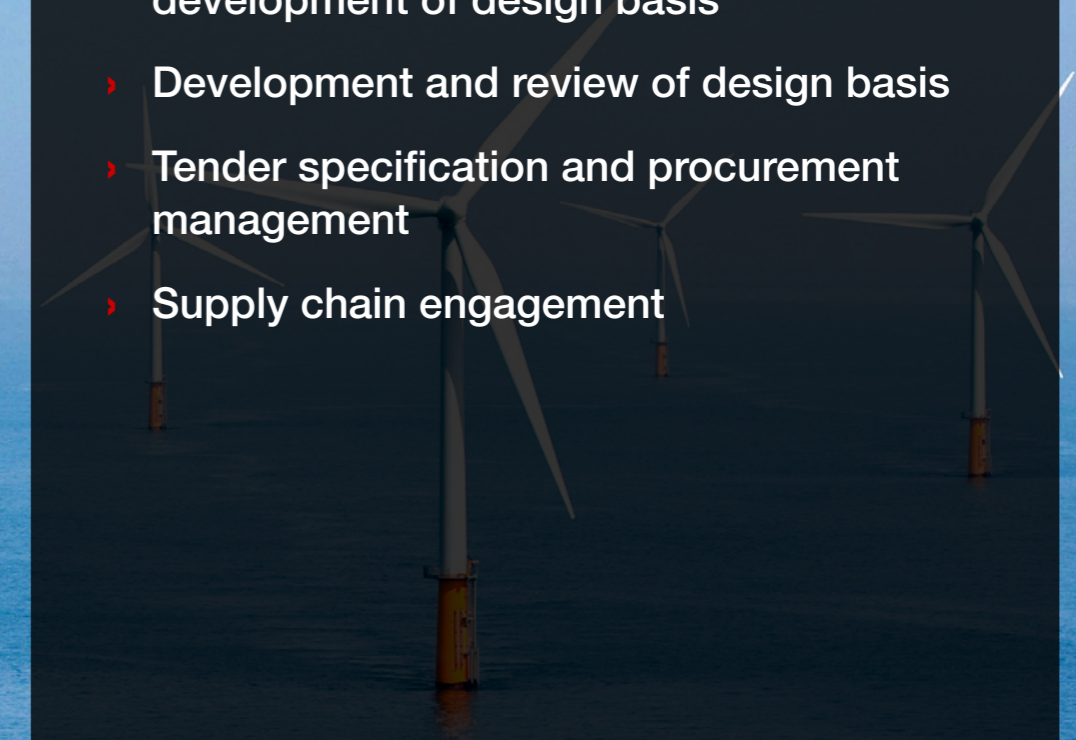 development of design basis
› Development and review of design basis
› Tender specification and procurement
management
› Supply chain engagement